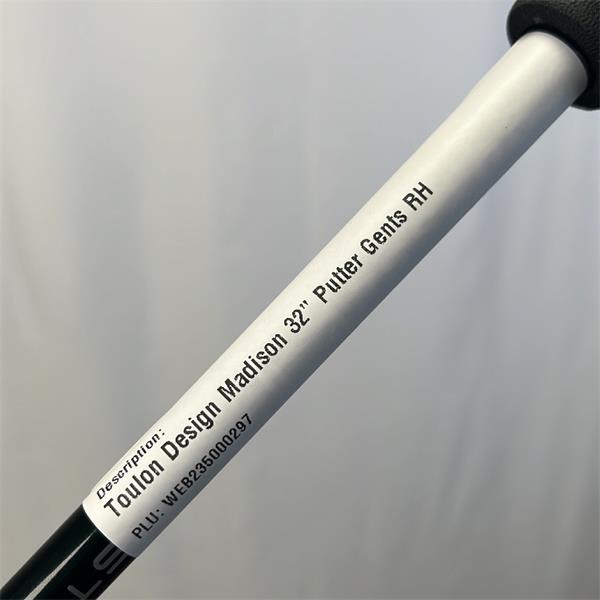 Description:
Toulon Design Madison 32" Putter Gents RH
PLU: WEB235000297